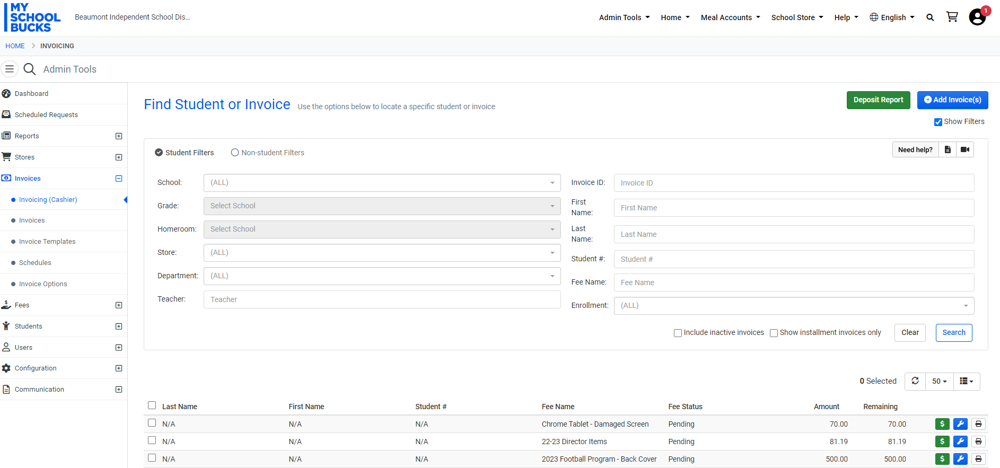 MY
SCHOOL
BUCKS
Beaumont Independent School Dis...
Admin Tools
Home
Meal Accounts
School Store
Help
English
1
HOME
INVOICING
Admin Tools
Dashboard
Scheduled Requests
Reports
Stores
Invoices
Invoicing (Cashier)
Invoices
Invoice Templates
Schedules
Invoice Options
Fees
Students
Users
Configuration
Communication
Find Student or Invoice Use the options below to locate a specific student or invoice
Deposit Report
Add Invoice(s)
Show Filters
Student Filters
Non-student Filters
Need help?
School: (ALL)
Grade: Select School
Homeroom: Select School
Store: (ALL)
Department: (ALL)
Teacher: Teacher
Invoice ID: Invoice ID
First
Name: First Name
Last
Name: Last Name
Student #: Student #
Fee Name: Fee Name
Enrollment: (ALL)
Include inactive invoices
Show installment invoices only
Clear
Search
0 Selected
50
Last Name First Name Student # Fee Name Fee Status Amount Remaining
N/A N/A N/A Chrome Tablet - Damaged Screen Pending 70.00 70.00 $
N/A N/A N/A 22-23 Director Items Pending 81.19 81.19 $
N/A N/A N/A 2023 Football Program - Back Cover Pending 500.00 500.00 $